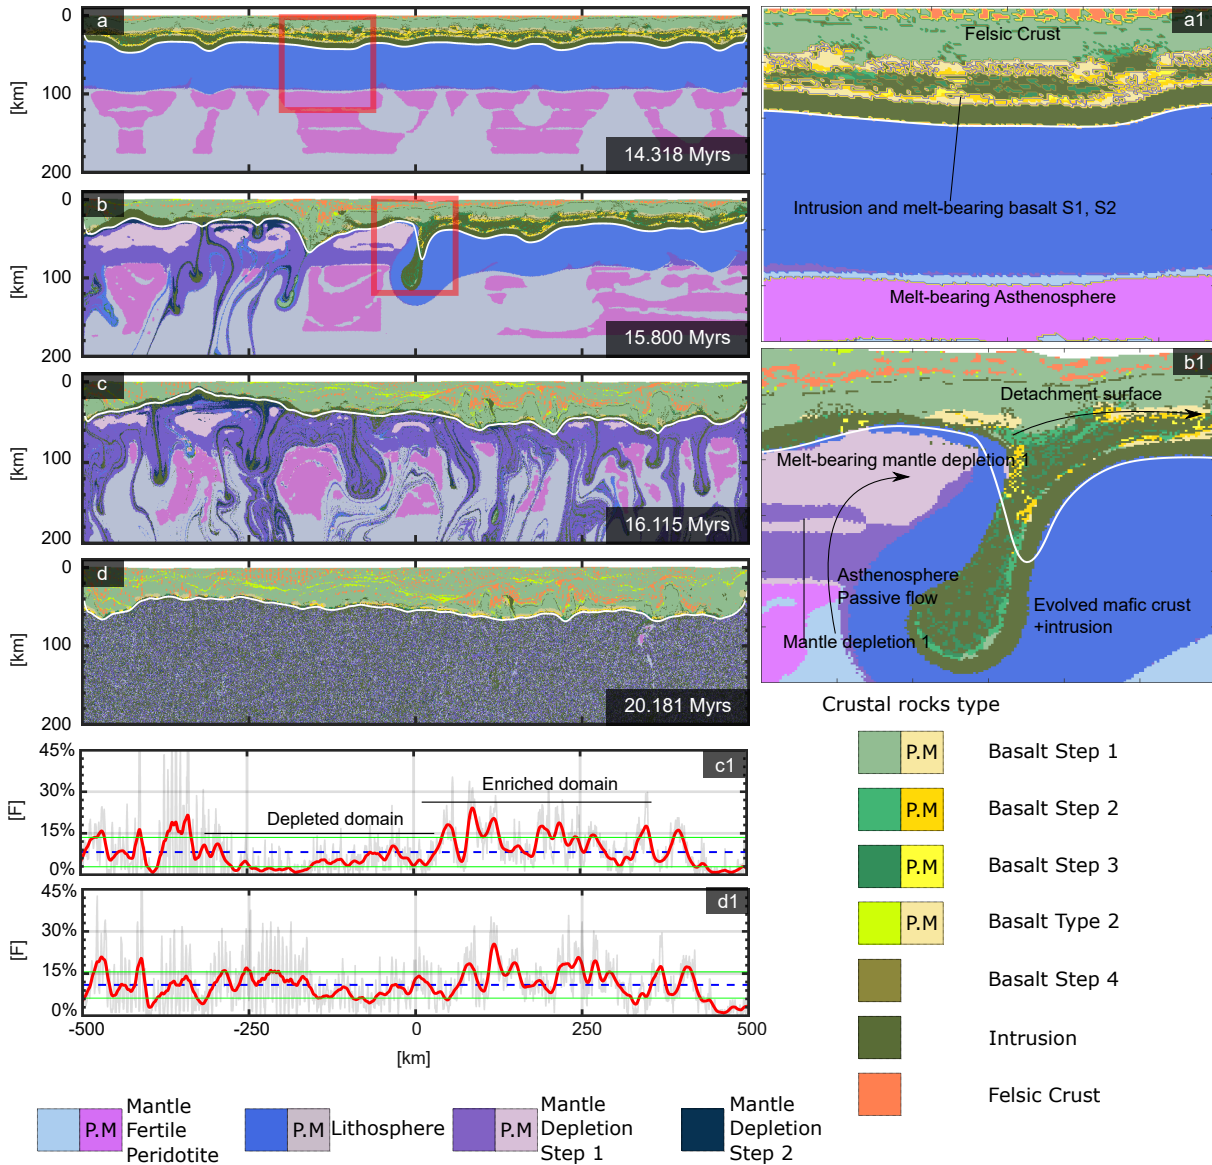 a
0
100
200
[km]
14.318 Myrs
a1
Felsic Crust
Intrusion and melt-bearing basalt S1, S2
Melt-bearing Asthenosphere
b
0
100
200
[km]
15.800 Myrs
b1
Detachment surface
Melt-bearing mantle depletion 1
Asthenosphere
Passive flow
Evolved mafic crust
+intrusion
Mantle depletion 1
c
0
100
200
[km]
16.115 Myrs
d
0
100
200
[km]
20.181 Myrs
c1
45%
30%
15%
0%
[F]
Enriched domain
Depleted domain
d1
45%
30%
15%
0%
[F]
-500
-250
0
250
500
[km]
Crustal rocks type
P.M Basalt Step 1
P.M Basalt Step 2
P.M Basalt Step 3
P.M Basalt Type 2
Basalt Step 4
Intrusion
Felsic Crust
P.M
Mantle
Fertile
Peridotite
P.M Lithosphere
P.M
Mantle
Depletion
Step 1
Mantle
Depletion
Step 2